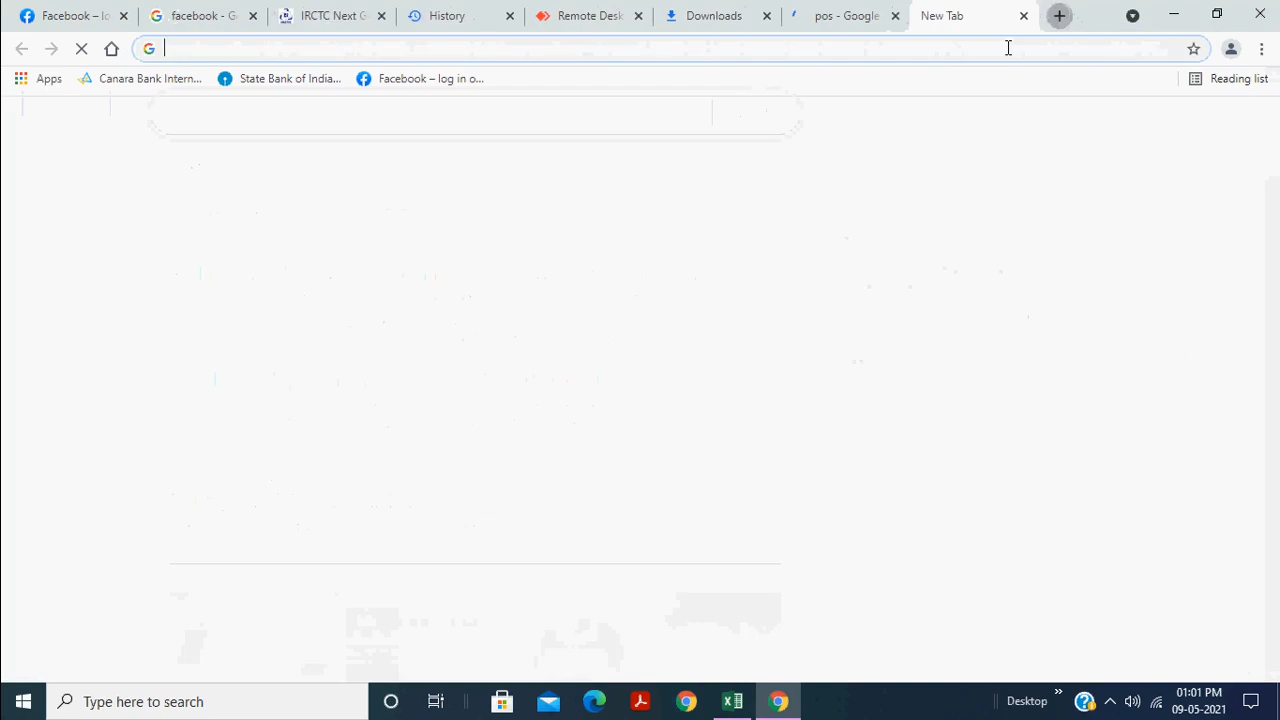 Facebook – lo
facebook - G
IRCTC Next G
History
Remote Desk
Downloads
pos - Google
New Tab
Apps
Canara Bank Intern...
State Bank of India...
Facebook – log in o...
Reading list
Type here to search
Desktop
01:01 PM
09-05-2021